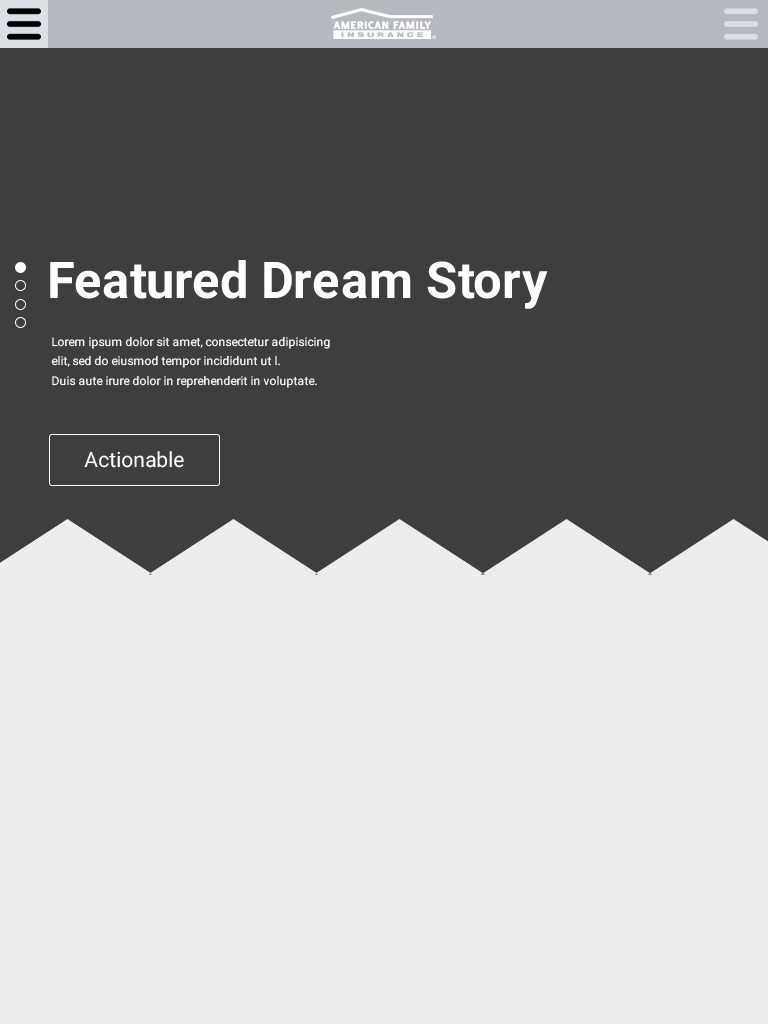 AMERICAN FAMILY
INSURANCE
Featured Dream Story
Lorem ipsum dolor sit amet, consectetur adipisicing
elit, sed do eiusmod tempor incididunt ut l.
Duis aute irure dolor in reprehenderit in voluptate.
Actionable